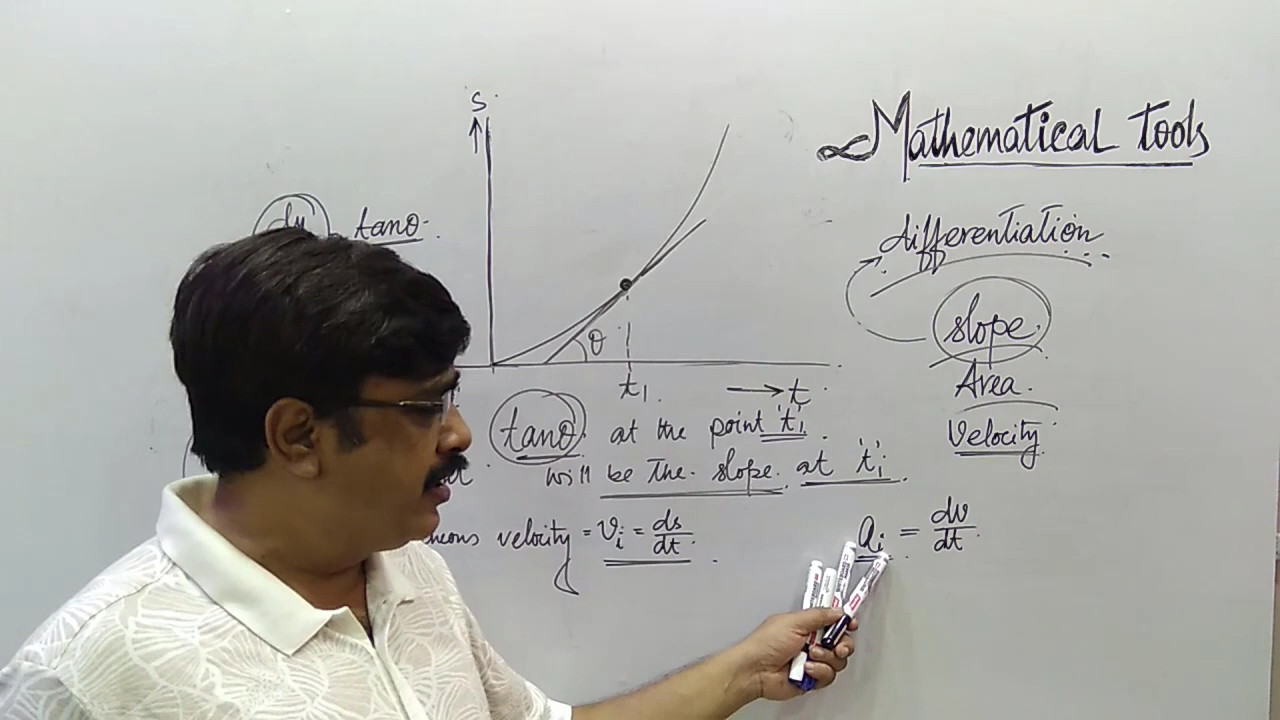 Mathematical Tools
differentiation
slope
Area
Velocity
s
tanθ
θ
t₁
t
tanθ at the point 't₁'
will be the slope at 't₁'
velocity = vᵢ = ds/dt
aᵢ = dv/dt